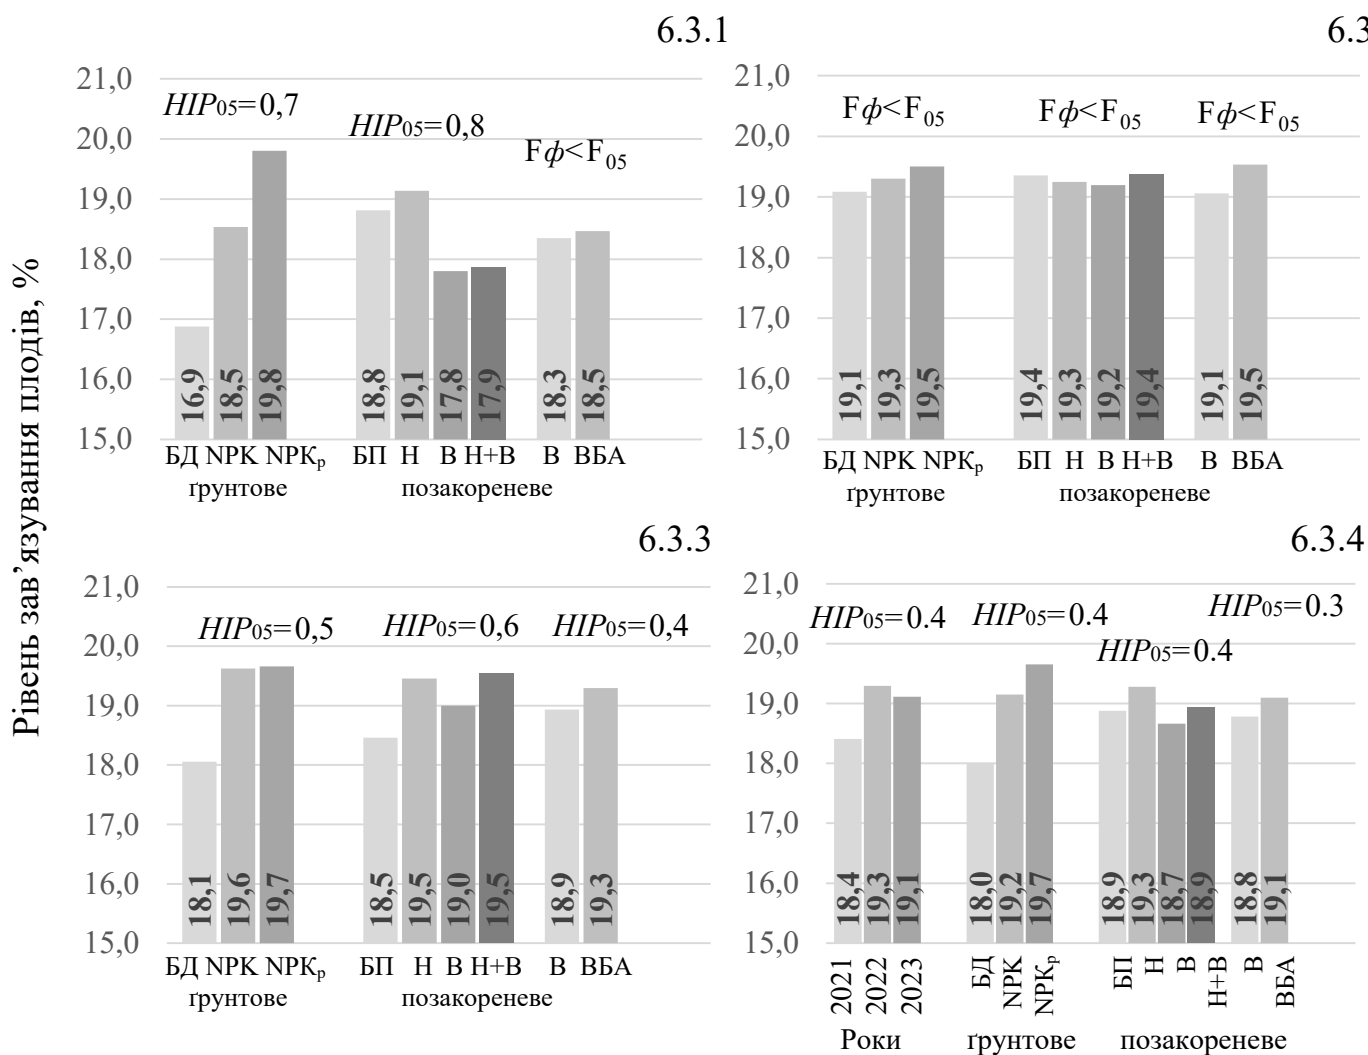 6.3.1
Рівень зав’язування плодів, %
21,0
20,0
19,0
18,0
17,0
16,0
15,0
НІР05=0,7
НІР05=0,8
Fф<F05
16,9
18,5
19,8
18,8
19,1
17,8
17,9
18,3
18,5
БД NPK NPKр
БП Н В Н+В
В ВБА
ґрунтове
позакореневе
6.3
21,0
20,0
19,0
18,0
17,0
16,0
15,0
Fф<F05
Fф<F05
Fф<F05
19,1
19,3
19,5
19,4
19,3
19,2
19,4
19,1
19,5
БД NPK NPKр
БП Н В Н+В
В ВБА
ґрунтове
позакореневе
6.3.3
21,0
20,0
19,0
18,0
17,0
16,0
15,0
НІР05=0,5
НІР05=0,6
НІР05=0,4
18,1
19,6
19,7
18,5
19,5
19,0
19,5
18,9
19,3
БД NPK NPKр
БП Н В Н+В
В ВБА
ґрунтове
позакореневе
6.3.4
21,0
20,0
19,0
18,0
17,0
16,0
15,0
НІР05=0.4
НІР05=0.4
НІР05=0.4
НІР05=0.3
18,4
19,3
19,1
18,0
19,2
19,7
18,9
19,3
18,7
18,9
18,8
19,1
2021
2022
2023
БД
NPK
NPKр
БП
Н
В
Н+В
В
ВБА
Роки
ґрунтове
позакореневе